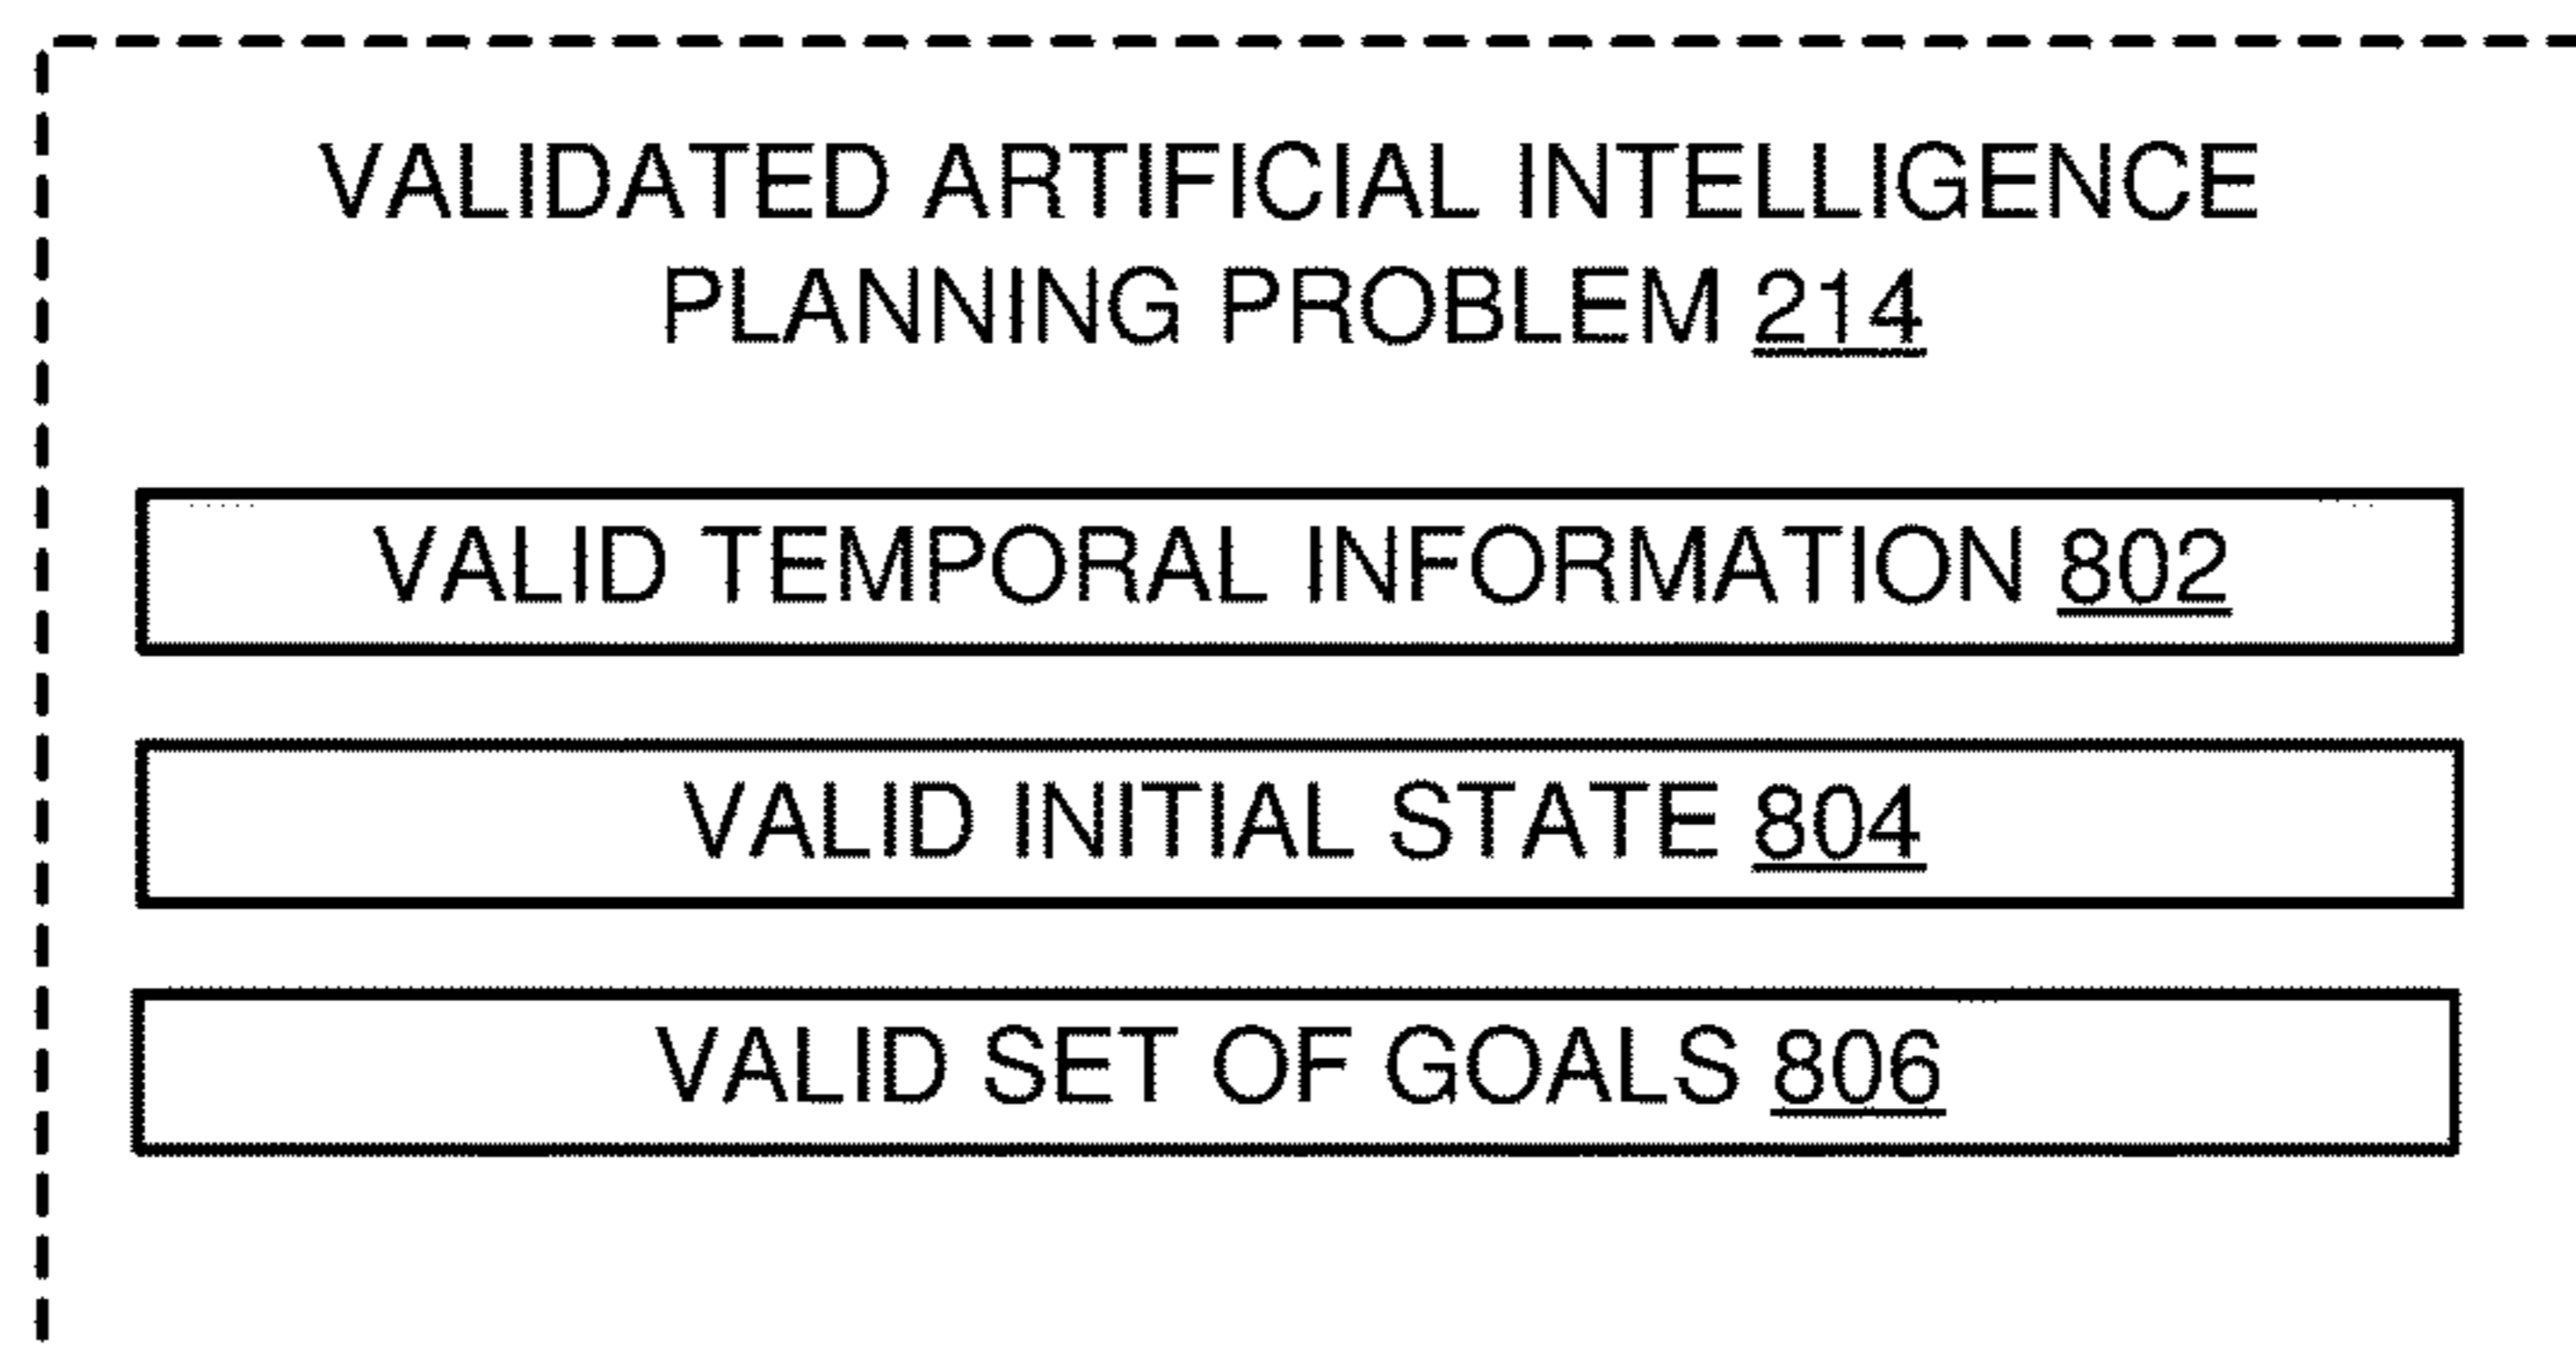 VALIDATED ARTIFICIAL INTELLIGENCE
PLANNING PROBLEM 214
VALID TEMPORAL INFORMATION 802
VALID INITIAL STATE 804
VALID SET OF GOALS 806